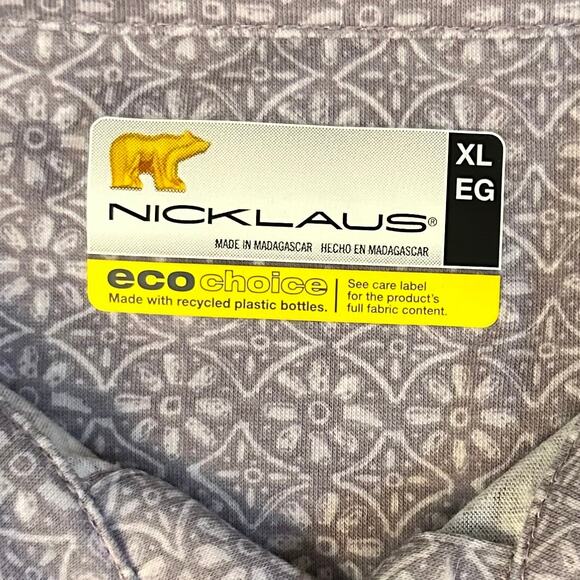 NICKLAUS®
MADE IN MADAGASCAR HECHO EN MADAGASCAR
XL
EG
eco choice
Made with recycled plastic bottles.
See care label
for the product's
full fabric content.